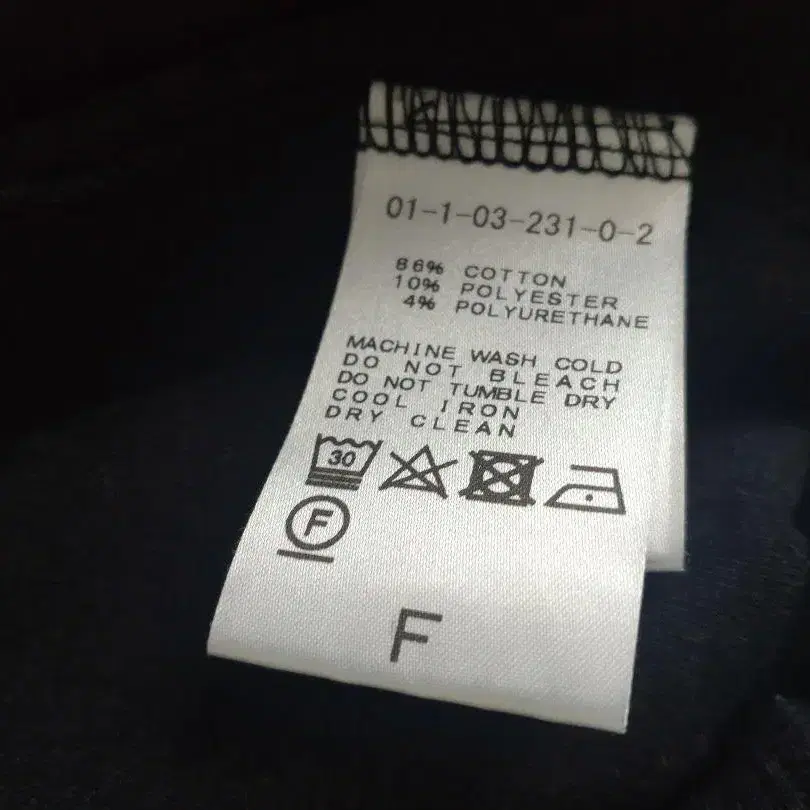 01-1-03-231-0-2
86% COTTON
10% POLYESTER
4% POLYURETHANE
MACHINE WASH COLD
DO NOT BLEACH
DO NOT TUMBLE DRY
COOL IRON
DRY CLEAN
30
F
F